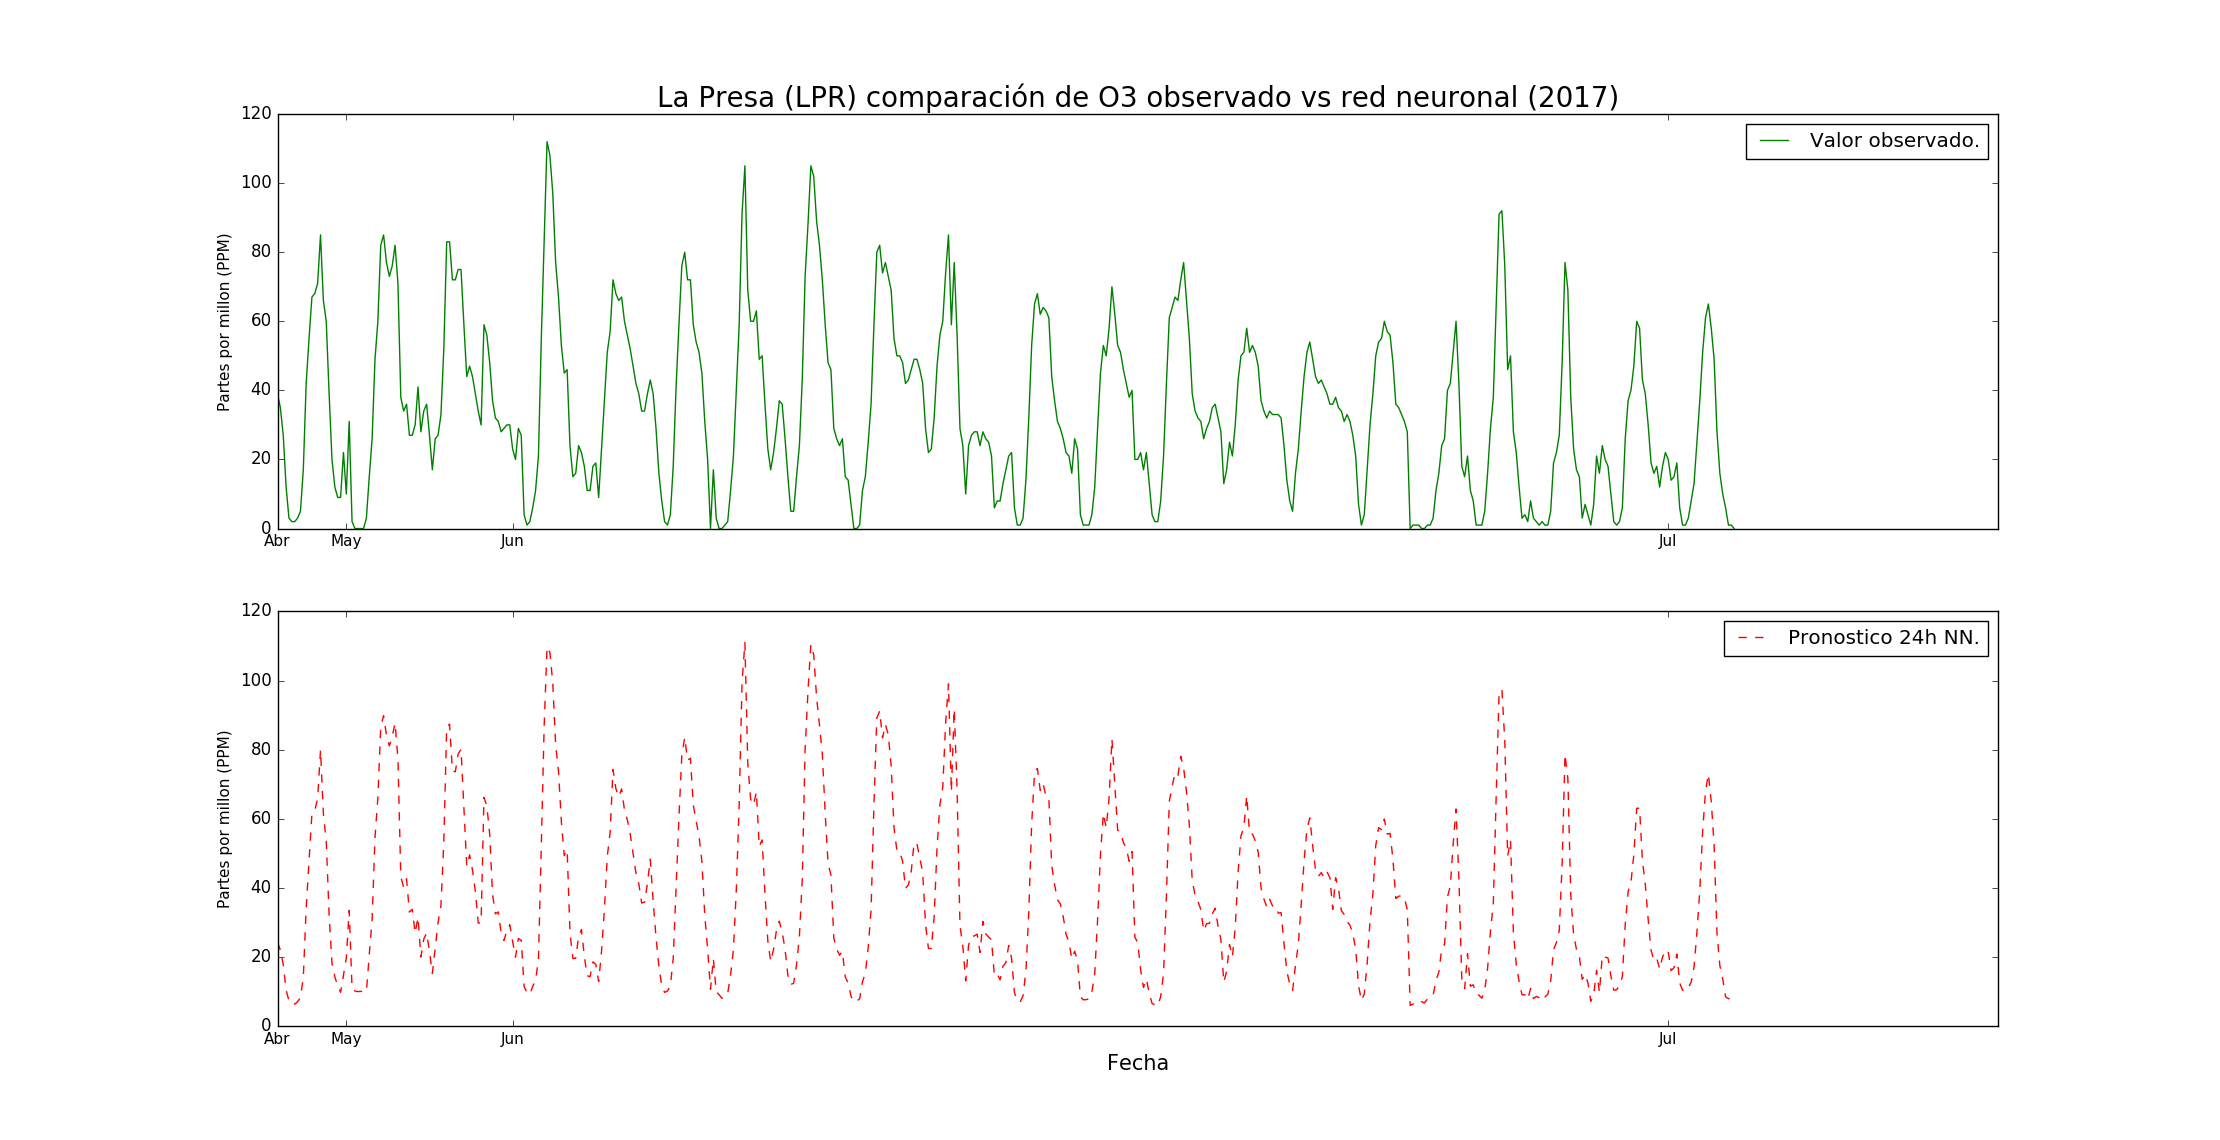 La Presa (LPR) comparación de O3 observado vs red neuronal (2017)
120
100
80
60
40
20
0
Partes por millon (PPM)
Valor observado.
Abr May Jun Jul
120
100
80
60
40
20
0
Partes por millon (PPM)
Pronostico 24h NN.
Abr May Jun Jul
Fecha